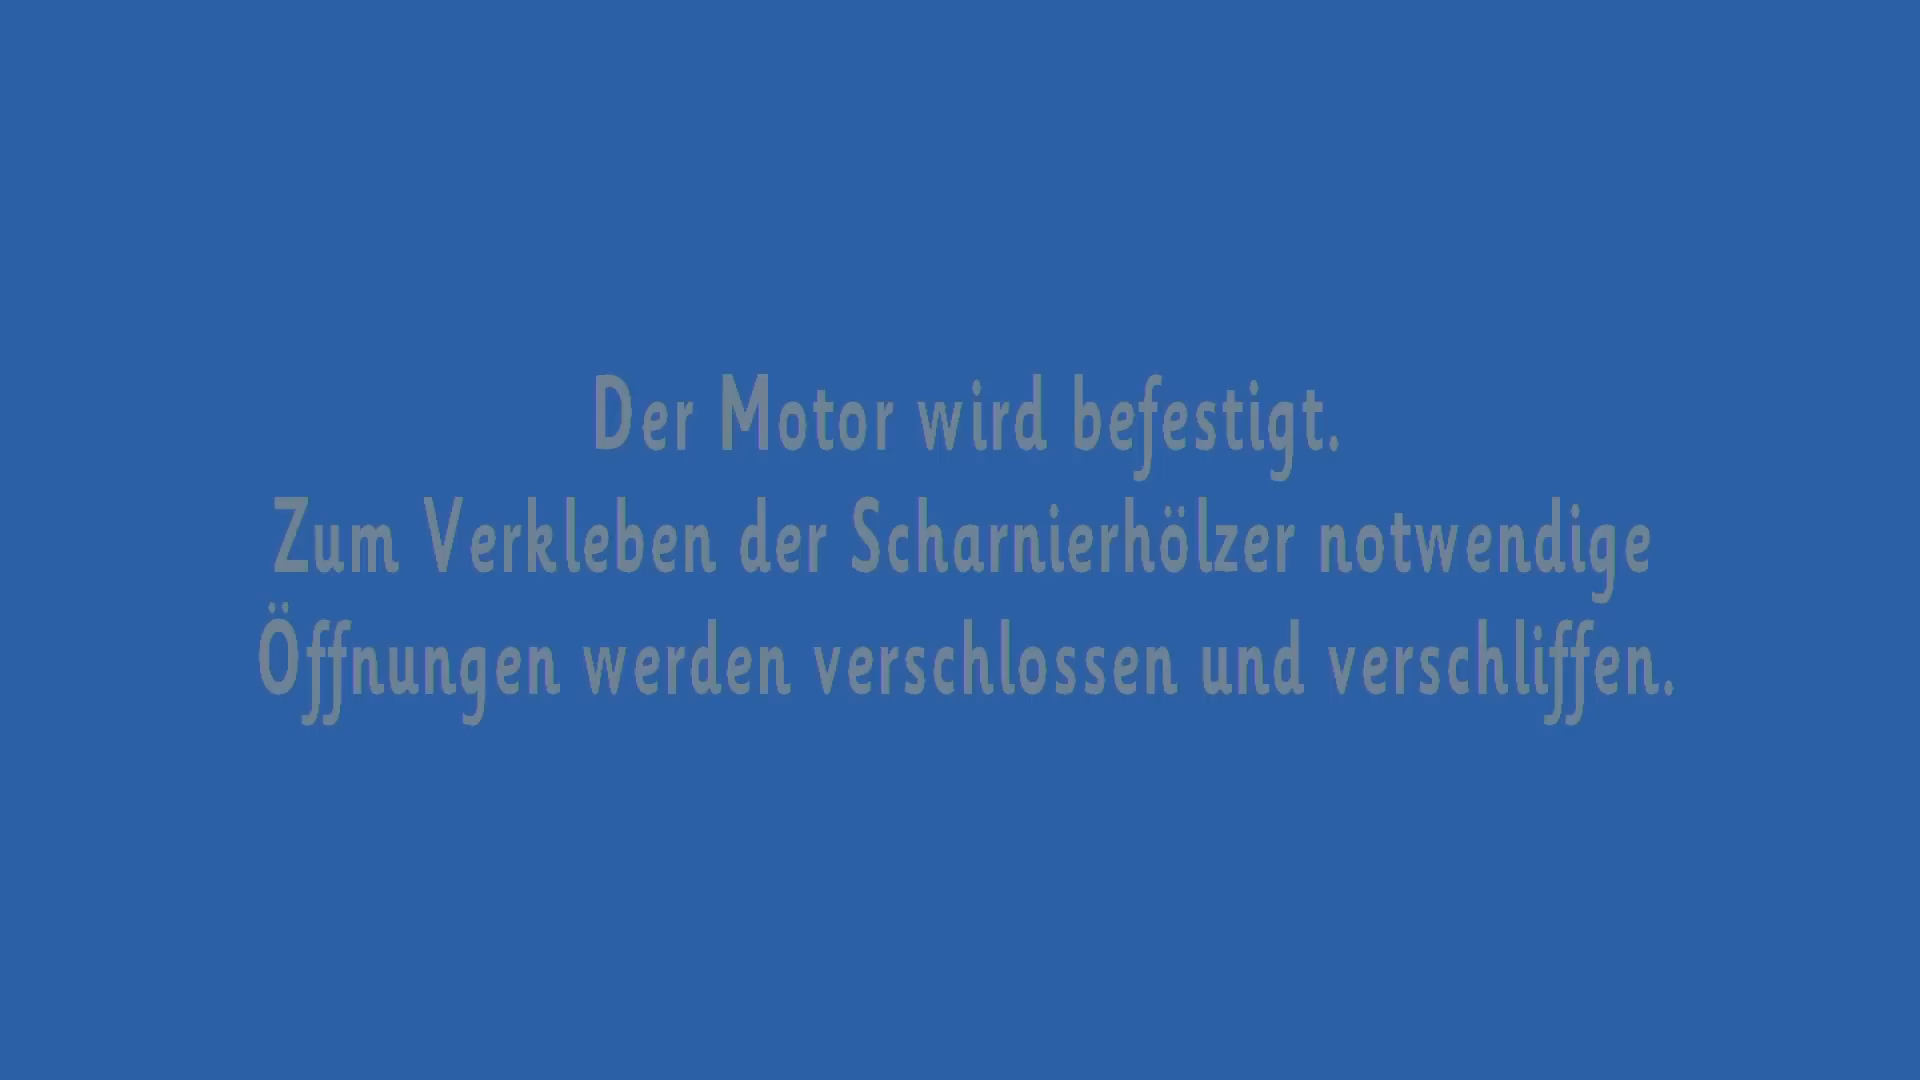 Der Motor wird befestigt.
Zum Verkleben der Scharnierhölzer notwendige
Öffnungen werden verschlossen und verschliffen.